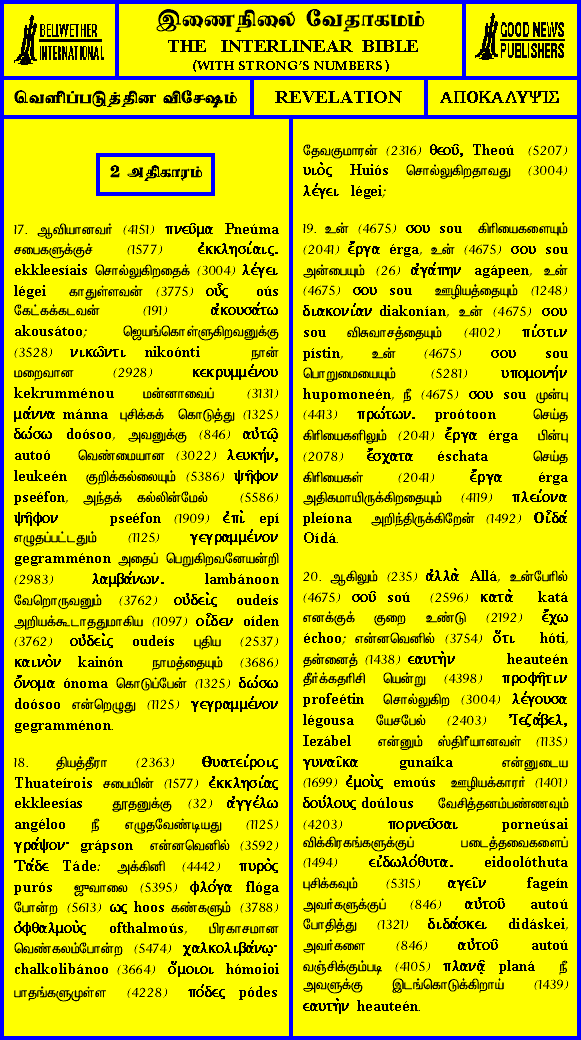 BELLWETHER
INTERNATIONAL
இணைநிலை வேதாகமம்
THE INTERLINEAR BIBLE
(WITH STRONG'S NUMBERS)
GOOD NEWS
PUBLISHERS
வெளிப்படுத்தின விசேஷம்
REVELATION
ΑΠΟΚΑΛΥΨΙΣ
2 அதிகாரம்
17. ஆவியானவர் (4151) πνεῦμα Pneúma
சபைகளுக்குச் (1577) ἐκκλησίαις.
ekkleesíais சொல்லுகிறதைக் (3004) λέγει
légei காதுள்ளவன் (3775) οὖς oús
கேட்கக்கடவன் (191) ἀκουσάτω
akousátoo; ஜெயங்கொள்ளுகிறவனுக்கு
(3528) νικῶντι nikoónti நான்
மறைவான (2928) κεκρυμμένου
kekrumménou மன்னாவைப் (3131)
μάννα mánna புசிக்கக் கொடுத்து (1325)
δώσω doósoo, அவனுக்கு (846) αὐτῷ
autoó வெண்மையான (3022) λευκήν,
leukeén குறிக்கல்லையும் (5386) ψῆφον
pseéfon, அந்தக் கல்லின்மேல் (5586)
ψῆφον pseéfon (1909) ἐπὶ epí
எழுதப்பட்டதும் (1125) γεγραμμένον
gegramménon அதைப் பெறுகிறவனேயன்றி
(2983) λαμβάνων. lambánoon
வேறொருவனும் (3762) οὐδεὶς oudeís
அறியக்கூடாததுமாகிய (1097) οἶδεν oíden
(3762) οὐδεὶς oudeís புதிய (2537)
καινὸν kainón நாமத்தையும் (3686)
ὄνομα ónoma கொடுப்பேன் (1325) δώσω
doósoo என்றெழுது (1125) γεγραμμένον
gegramménon.
18. தியத்தீரா (2363) Θυατείροις
Thuateírois சபையின் (1577) ἐκκλησίας
ekkleesías தூதனுக்கு (32) ἀγγέλω
angéloo நீ எழுதவேண்டியது (1125)
γράψον· grápson என்னவெனில் (3592)
Τάδε Táde: அக்கினி (4442) πυρὸς
purós ஜுவாலை (5395) φλόγα flóga
போன்ற (5613) ως hoos கண்களும் (3788)
ὀφθαλμοὺς ofthalmoús, பிரகாசமான
வெண்கலம்போன்ற (5474) χαλκολιβάνῳ·
chalkolibánoo (3664) ὅμοιοι hómoioi
பாதங்களுமுள்ள (4228) πόδες pódes
தேவகுமாரன் (2316) θεοῦ, Theoú (5207)
υιὸς Huiós சொல்லுகிறதாவது (3004)
λέγει légei;
19. உன் (4675) σου sou கிரியைகளையும்
(2041) ἔργα érga, உன் (4675) σου sou
அன்பையும் (26) ἀγάπην agápeen, உன்
(4675) σου sou ஊழியத்தையும் (1248)
διακονίαν diakonían, உன் (4675) σου
sou விசுவாசத்தையும் (4102) πίστιν
pístin, உன் (4675) σου sou
பொறுமையையும் (5281) υπομονήν
hupomoneén, நீ (4675) σου sou முன்பு
(4413) πρώτων. proótoon செய்த
கிரியைகளிலும் (2041) ἔργα érga பின்பு
(2078) ἔσχατα éschata செய்த
கிரியைகள் (2041) ἔργα érga
அதிகமாயிருக்கிறதையும் (4119) πλείονα
pleíona அறிந்திருக்கிறேன் (1492) Οἶδά
Oídá.
20. ஆகிலும் (235) ἀλλὰ Allá, உன்பேரில்
(4675) σοῦ soú (2596) κατὰ katá
எனக்குக் குறை உண்டு (2192) ἔχω
échoo; என்னவெனில் (3754) ὅτι hóti,
தன்னைத் (1438) εαυτὴν heauteén
தீர்க்கதரிசி யென்று (4398) προφῆτιν
profeétin சொல்லுகிற (3004) λέγουσα
légousa யேசபேல் (2403) Ἰεζάβελ,
Iezábel என்னும் ஸ்திரீயானவள் (1135)
γυναῖκα gunaíka என்னுடைய
(1699) ἐμοὺς emoús ஊழியக்காரர் (1401)
δούλους doúlous வேசித்தனம்பண்ணவும்
(4203) πορνεῦσαι porneúsai
விக்கிரகங்களுக்குப் படைத்தவைகளைப்
(1494) εἰδωλόθυτα. eidoolóthuta
புசிக்கவும் (5315) αγεῖν fageín
அவர்களுக்குப் (846) αὐτοῦ autoú
போதித்து (1321) διδάσκει didáskei,
அவர்களை (846) αὐτοῦ autoú
வஞ்சிக்கும்படி (4105) πλανᾷ planá நீ
அவளுக்கு இடங்கொடுக்கிறாய் (1439)
εαυτὴν heauteén.